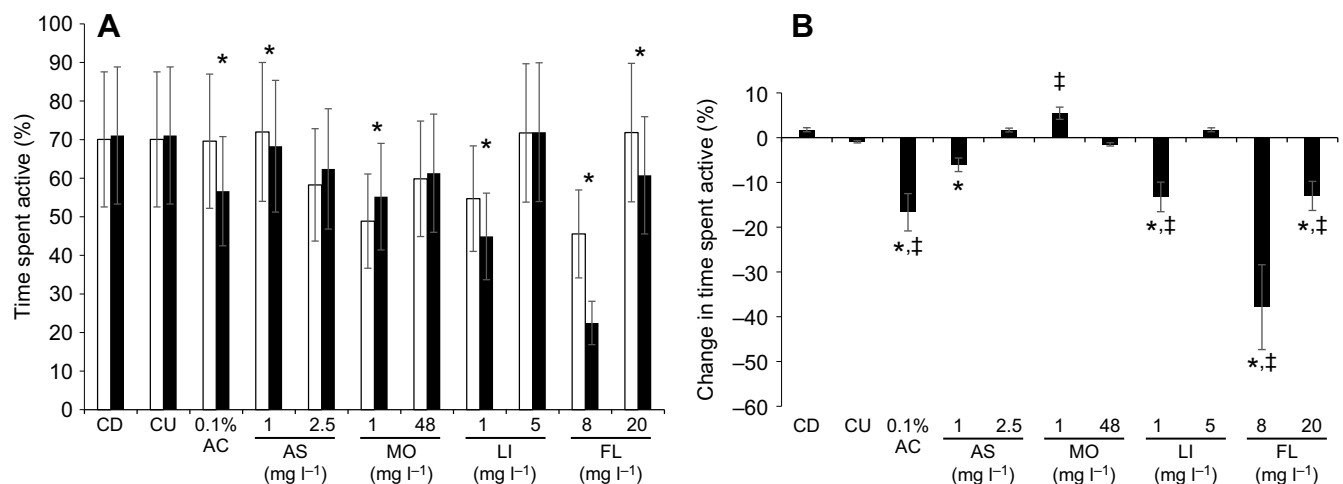 A
Time spent active (%)
100
90
80
70
60
50
40
30
20
10
0
* * * * * *
CD CU 0.1% 1 2.5 1 48 1 5 8 20
AC AS MO LI FL
(mg l–1) (mg l–1) (mg l–1) (mg l–1)
B
Change in time spent active (%)
20
10
0
–10
–20
–30
–40
–50
–60
‡
*
*,‡ *,‡ *,‡
*,‡
CD CU 0.1% 1 2.5 1 48 1 5 8 20
AC AS MO LI FL
(mg l–1) (mg l–1) (mg l–1) (mg l–1)